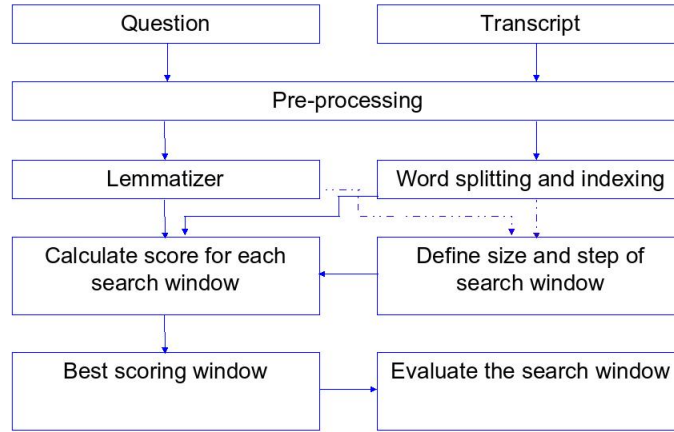 Question
Transcript
Pre-processing
Lemmatizer
Word splitting and indexing
Calculate score for each
search window
Define size and step of
search window
Best scoring window
Evaluate the search window